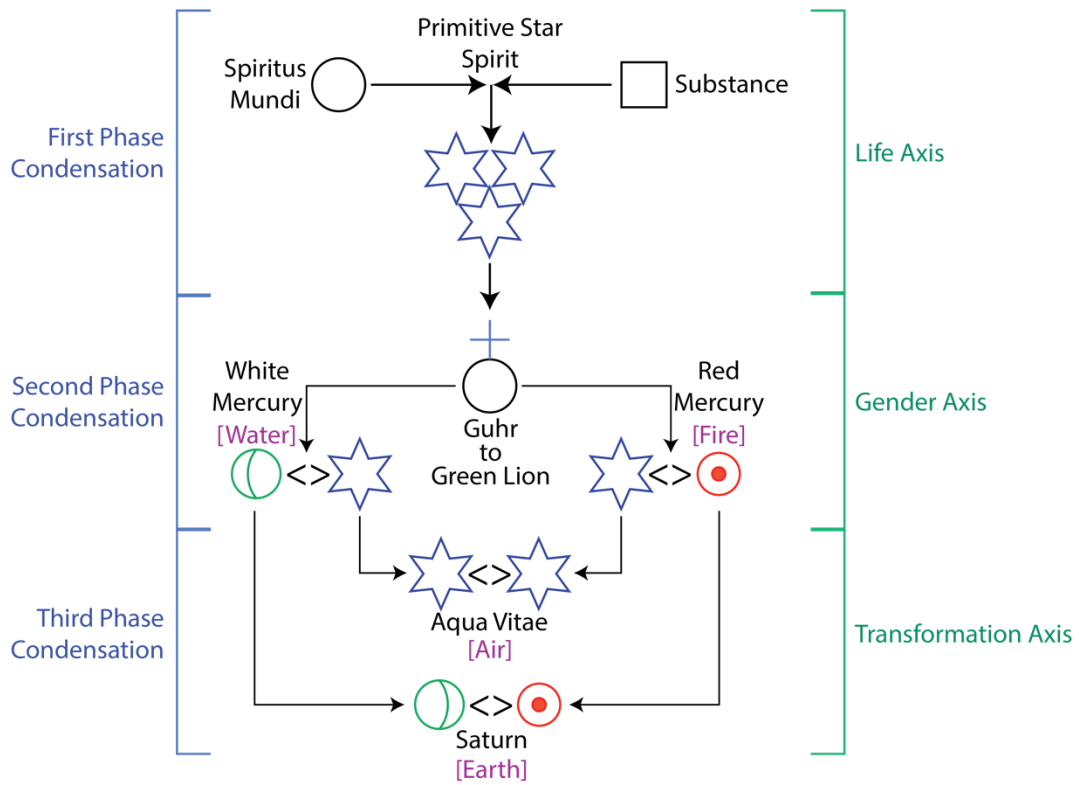 Primitive Star
Spirit
Spiritus
Mundi
Substance
First Phase
Condensation
Life Axis
White
Mercury
[Water]
Red
Mercury
[Fire]
Second Phase
Condensation
Gender Axis
Guhr
to
Green Lion
<>
<>
<>
Aqua Vitae
[Air]
Third Phase
Condensation
Transformation Axis
<>
Saturn
[Earth]